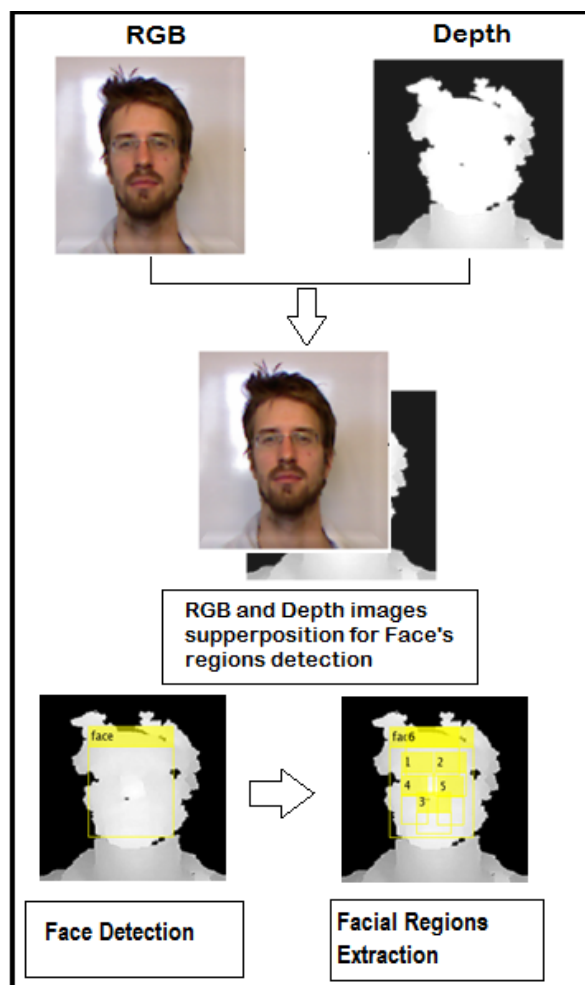 RGB
Depth
RGB and Depth images
supperposition for Face's
regions detection
face
fac6
1 2
4 5
3
Face Detection
Facial Regions
Extraction